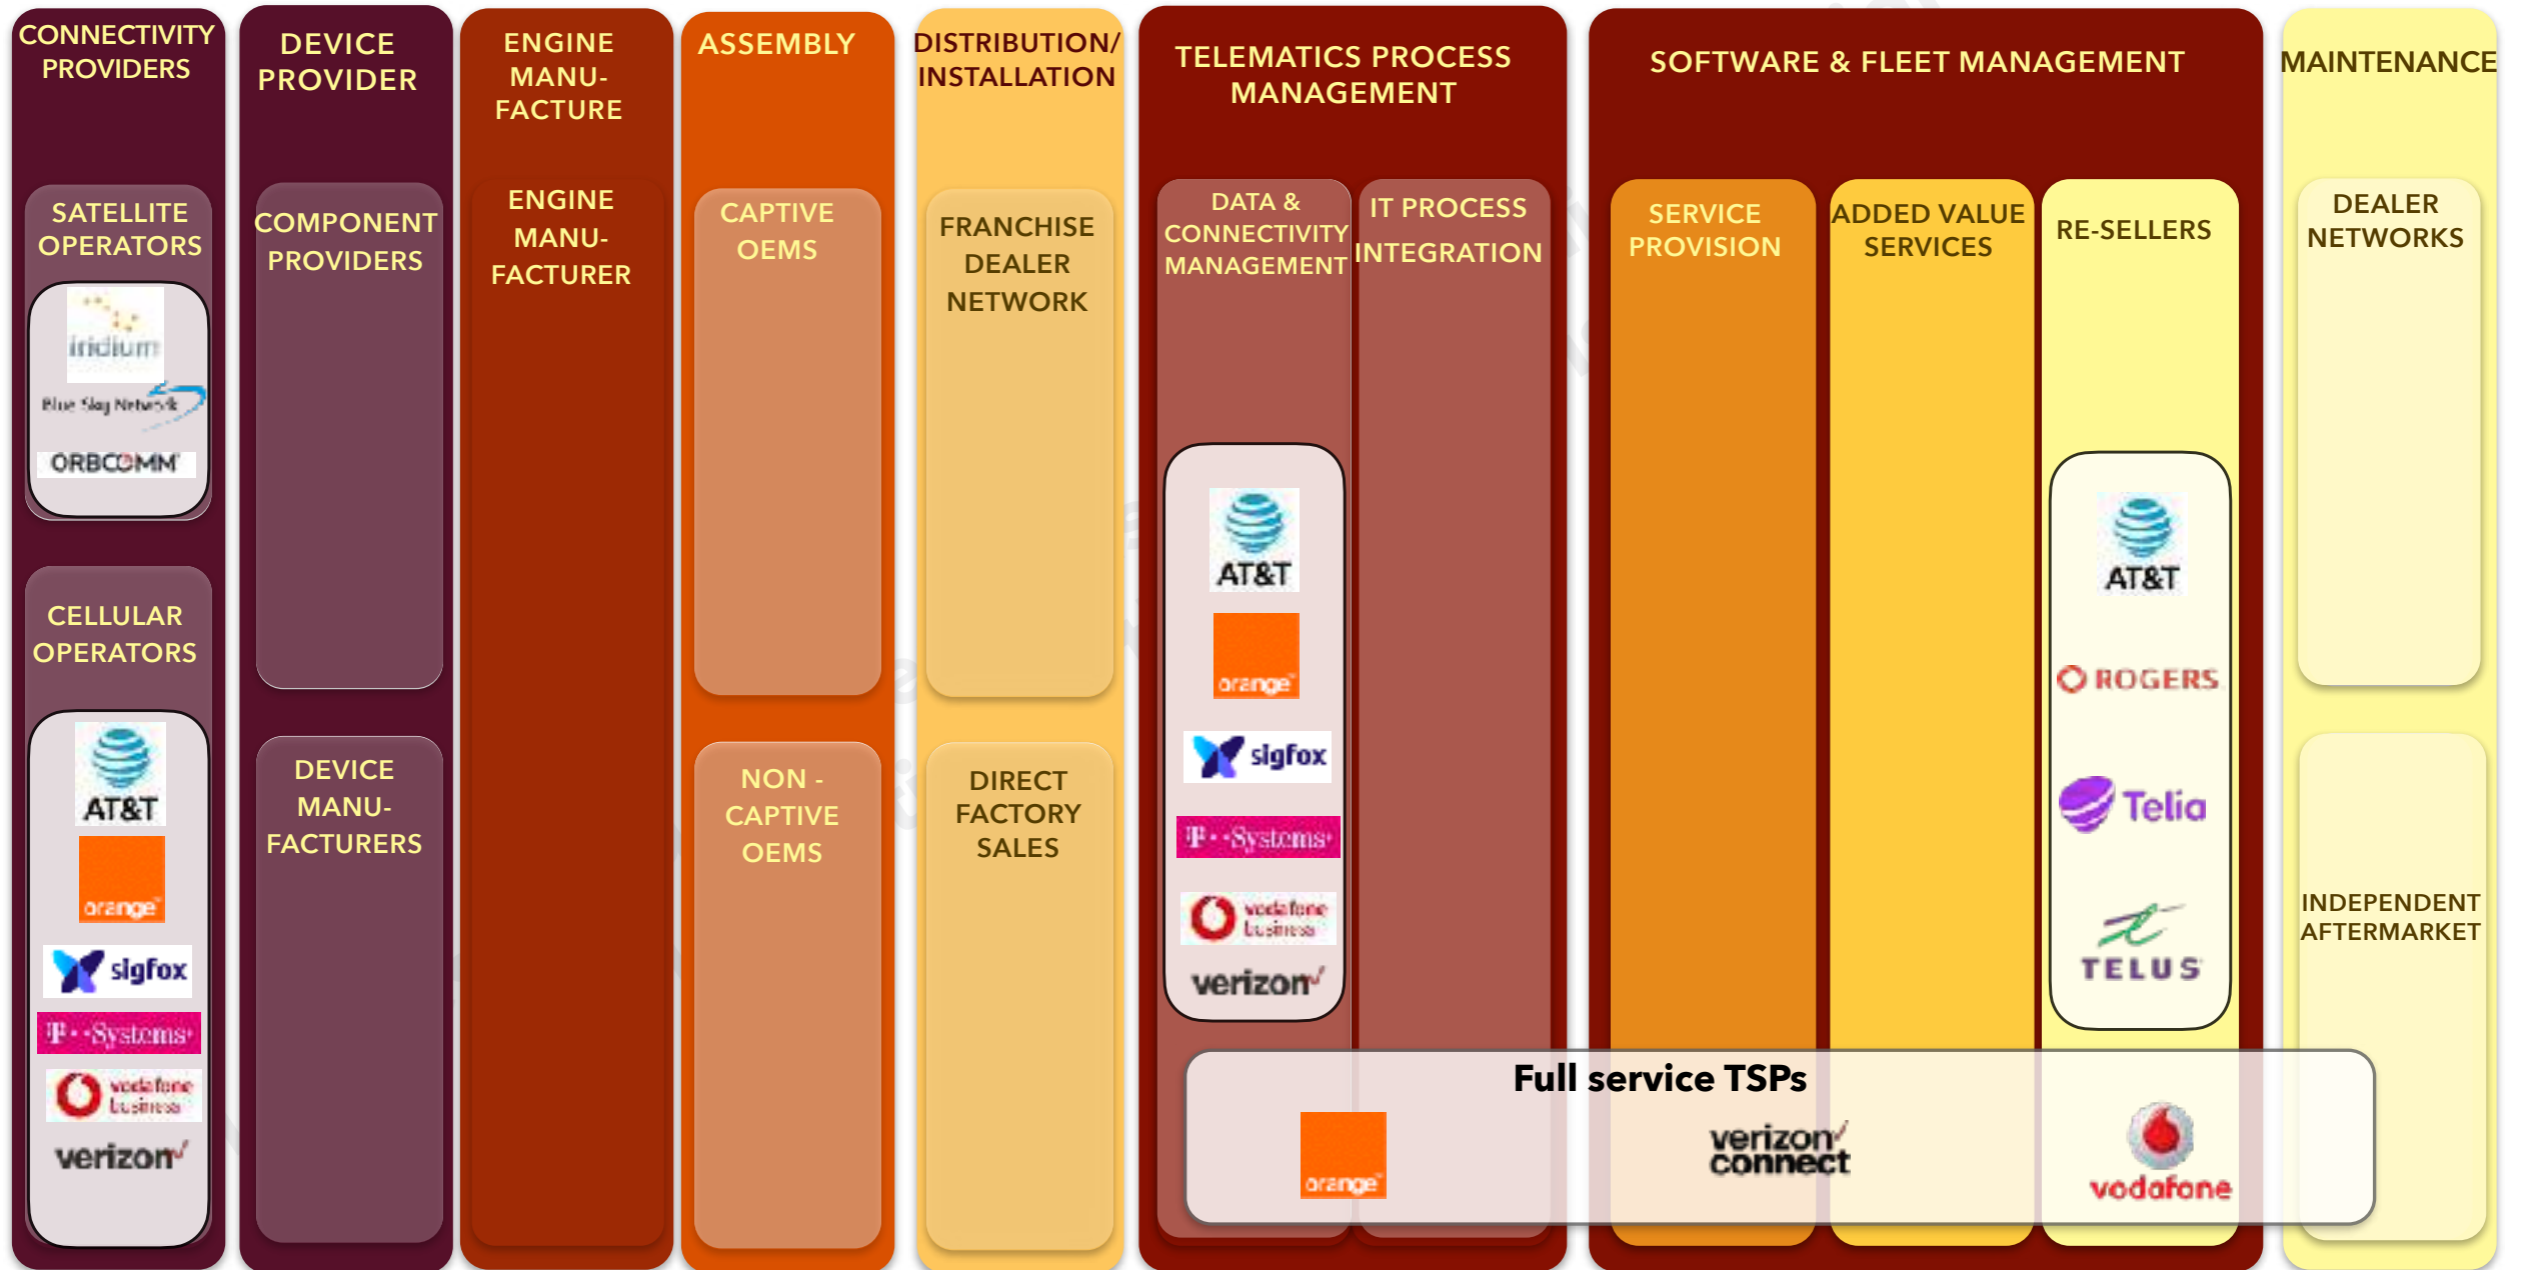 CONNECTIVITY
PROVIDERS
SATELLITE
OPERATORS
iridium
Blue Sky Network
ORBCOMM
CELLULAR
OPERATORS
AT&T
orange
sigfox
T··Systems·
vodafone
business
verizon
DEVICE
PROVIDER
COMPONENT
PROVIDERS
DEVICE
MANU-
FACTURERS
ENGINE
MANU-
FACTURE
ENGINE
MANU-
FACTURER
ASSEMBLY
CAPTIVE
OEMS
NON -
CAPTIVE
OEMS
DISTRIBUTION/
INSTALLATION
FRANCHISE
DEALER
NETWORK
DIRECT
FACTORY
SALES
TELEMATICS PROCESS
MANAGEMENT
DATA &
CONNECTIVITY
MANAGEMENT
AT&T
orange
sigfox
T··Systems·
vodafone
business
verizon
IT PROCESS
INTEGRATION
SOFTWARE & FLEET MANAGEMENT
SERVICE
PROVISION
ADDED VALUE
SERVICES
RE-SELLERS
AT&T
ROGERS
Telia
TELUS
Full service TSPs
orange
verizon
connect
vodafone
MAINTENANCE
DEALER
NETWORKS
INDEPENDENT
AFTERMARKET